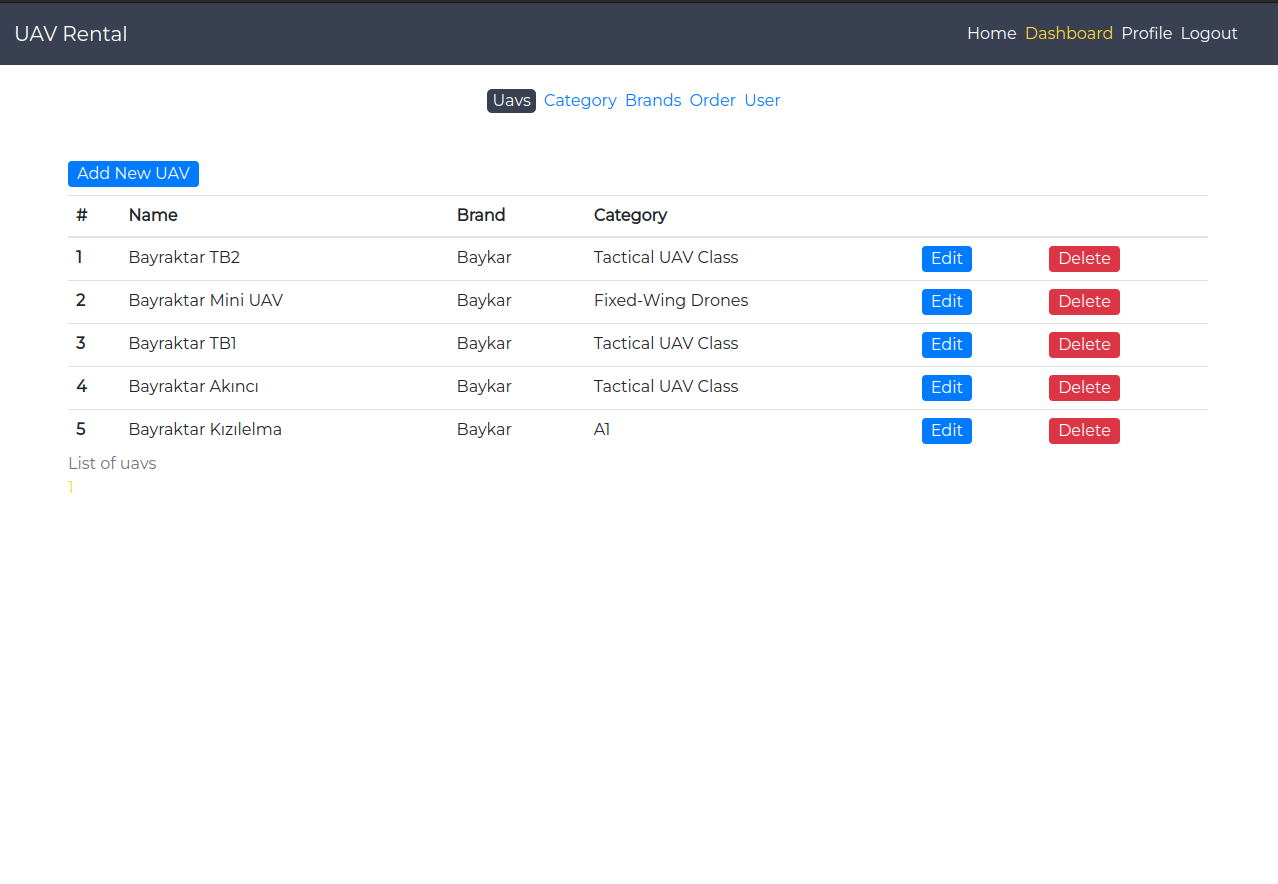 UAV Rental Home Dashboard Profile Logout
Uavs Category Brands Order User
Add New UAV
# Name Brand Category
1 Bayraktar TB2 Baykar Tactical UAV Class Edit Delete
2 Bayraktar Mini UAV Baykar Fixed-Wing Drones Edit Delete
3 Bayraktar TB1 Baykar Tactical UAV Class Edit Delete
4 Bayraktar Akıncı Baykar Tactical UAV Class Edit Delete
5 Bayraktar Kızılelma Baykar A1 Edit Delete
List of uavs
1